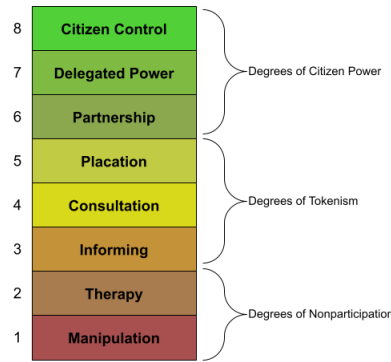 8 Citizen Control
7 Delegated Power
Degrees of Citizen Power
6 Partnership
5 Placation
4 Consultation
Degrees of Tokenism
3 Informing
2 Therapy
Degrees of Nonparticipation
1 Manipulation